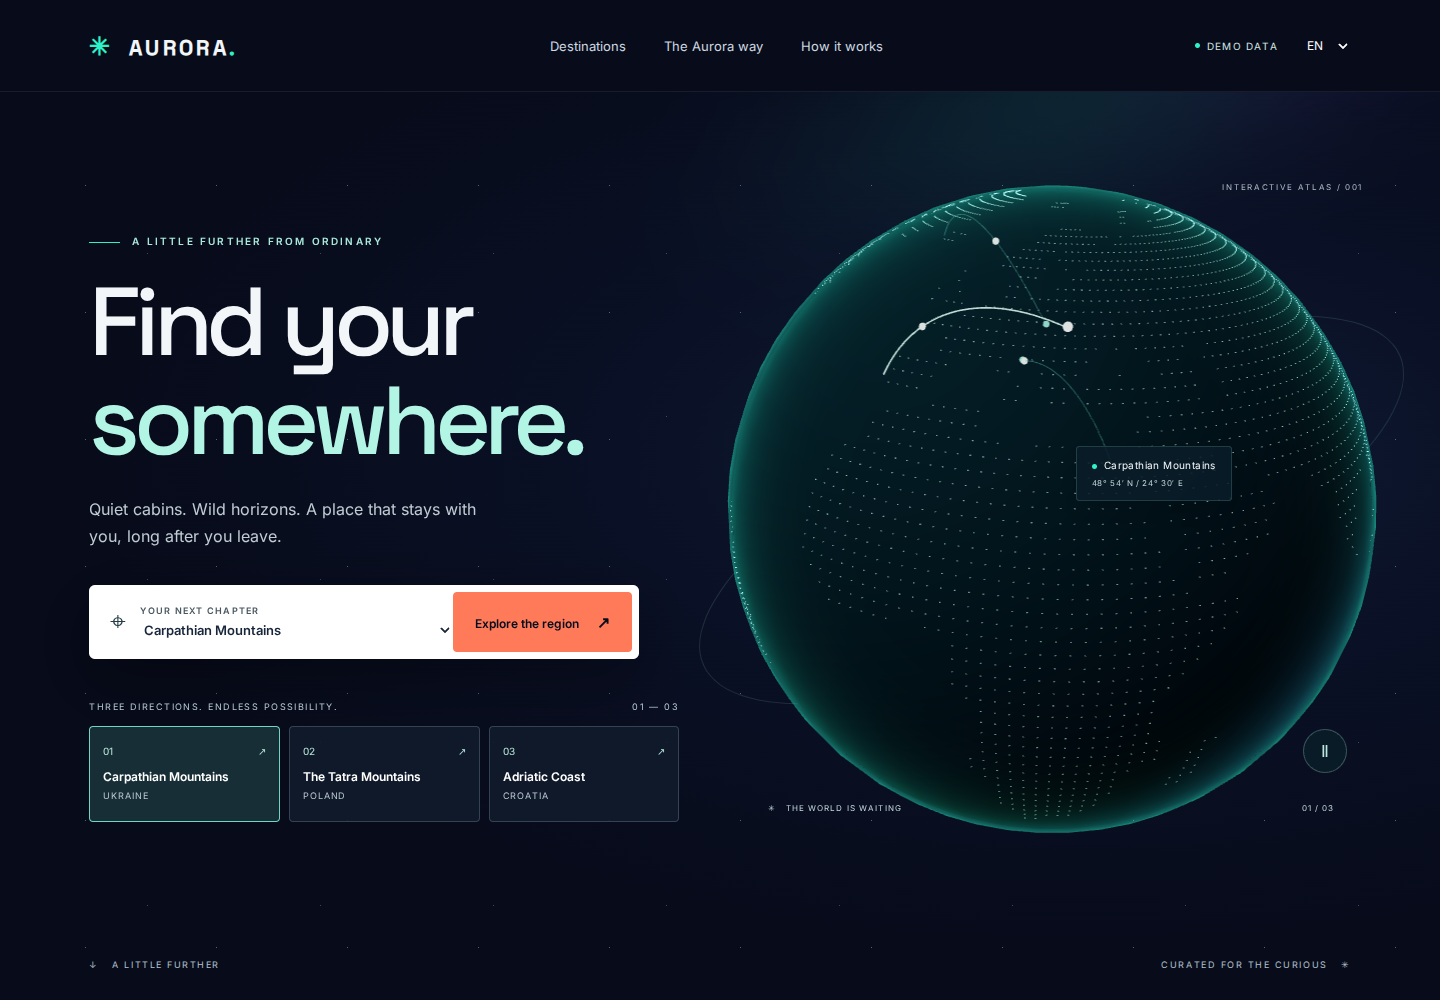 AURORA.
Destinations
The Aurora way
How it works
DEMO DATA
EN
INTERACTIVE ATLAS / 001
A LITTLE FURTHER FROM ORDINARY
Find your
somewhere.
Quiet cabins. Wild horizons. A place that stays with
you, long after you leave.
YOUR NEXT CHAPTER
Carpathian Mountains
Explore the region ↗
Carpathian Mountains
48° 54′ N / 24° 30′ E
THREE DIRECTIONS. ENDLESS POSSIBILITY.
01 — 03
01 ↗
Carpathian Mountains
UKRAINE
02 ↗
The Tatra Mountains
POLAND
03 ↗
Adriatic Coast
CROATIA
THE WORLD IS WAITING
01 / 03
↓ A LITTLE FURTHER
CURATED FOR THE CURIOUS